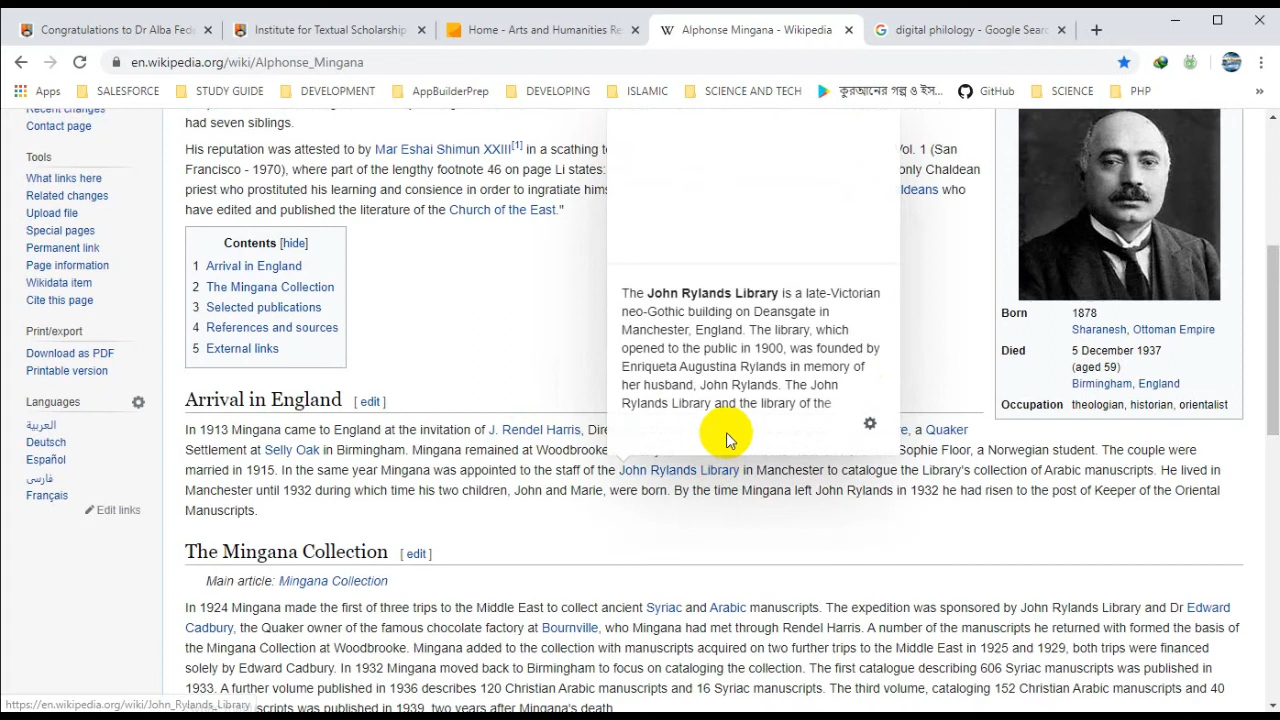 Congratulations to Dr Alba Fed
Institute for Textual Scholarship
Home - Arts and Humanities Re
Alphonse Mingana - Wikipedia
digital philology - Google Searc
en.wikipedia.org/wiki/Alphonse_Mingana
Apps
SALESFORCE
STUDY GUIDE
DEVELOPMENT
AppBuilderPrep
DEVELOPING
ISLAMIC
SCIENCE AND TECH
কুরআনের গল্প ও ইস...
GitHub
SCIENCE
PHP
»
Recent changes
Contact page
Tools
What links here
Related changes
Upload file
Special pages
Permanent link
Page information
Wikidata item
Cite this page
Print/export
Download as PDF
Printable version
Languages
العربية
Deutsch
Español
فارسی
Français
Edit links
had seven siblings.
His reputation was attested to by Mar Eshai Shimun XXIII[1] in a scathing Vol. 1 (San
Francisco - 1970), where part of the lengthy footnote 46 on page Li states: only Chaldean
priest who prostituted his learning and consience in order to ingratiate hims ldeans who
have edited and published the literature of the Church of the East."
Contents [hide]
1 Arrival in England
2 The Mingana Collection
3 Selected publications
4 References and sources
5 External links
The John Rylands Library is a late-Victorian
neo-Gothic building on Deansgate in
Manchester, England. The library, which
opened to the public in 1900, was founded by
Enriqueta Augustina Rylands in memory of
her husband, John Rylands. The John
Rylands Library and the library of the
Born 1878
Sharanesh, Ottoman Empire
Died 5 December 1937
(aged 59)
Birmingham, England
Occupation theologian, historian, orientalist
Arrival in England [ edit ]
In 1913 Mingana came to England at the invitation of J. Rendel Harris, Dire e, a Quaker
Settlement at Selly Oak in Birmingham. Mingana remained at Woodbrooke Sophie Floor, a Norwegian student. The couple were
married in 1915. In the same year Mingana was appointed to the staff of the John Rylands Library in Manchester to catalogue the Library's collection of Arabic manuscripts. He lived in
Manchester until 1932 during which time his two children, John and Marie, were born. By the time Mingana left John Rylands in 1932 he had risen to the post of Keeper of the Oriental
Manuscripts.
The Mingana Collection [ edit ]
Main article: Mingana Collection
In 1924 Mingana made the first of three trips to the Middle East to collect ancient Syriac and Arabic manuscripts. The expedition was sponsored by John Rylands Library and Dr Edward
Cadbury, the Quaker owner of the famous chocolate factory at Bournville, who Mingana had met through Rendel Harris. A number of the manuscripts he returned with formed the basis of
the Mingana Collection at Woodbrooke. Mingana added to the collection with manuscripts acquired on two further trips to the Middle East in 1925 and 1929, both trips were financed
solely by Edward Cadbury. In 1932 Mingana moved back to Birmingham to focus on cataloging the collection. The first catalogue describing 606 Syriac manuscripts was published in
1933. A further volume published in 1936 describes 120 Christian Arabic manuscripts and 16 Syriac manuscripts. The third volume, cataloging 152 Christian Arabic manuscripts and 40
scripts was published in 1939, two years after Mingana's death
https://en.wikipedia.org/wiki/John_Rylands_Library